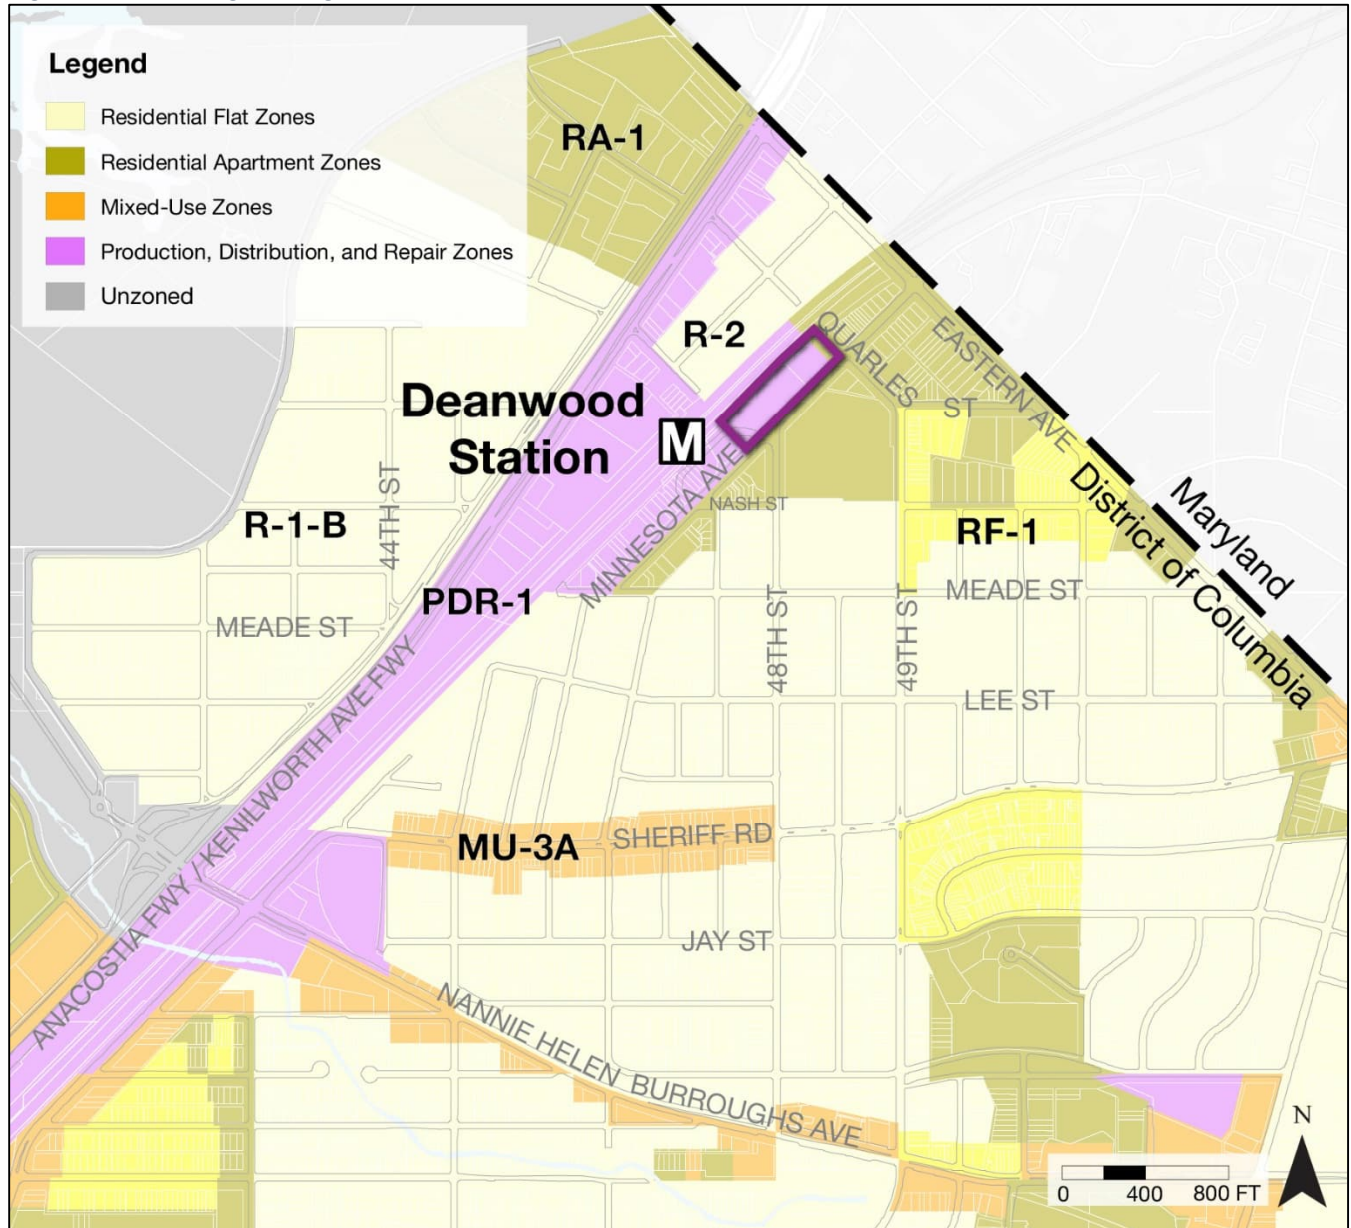 Legend
Residential Flat Zones
Residential Apartment Zones
Mixed-Use Zones
Production, Distribution, and Repair Zones
Unzoned
RA-1
R-2
QUARLES
ST
EASTERN AVE
Deanwood
Station
M
MINNESOTA AVE
NASH ST
44TH ST
R-1-B
RF-1
Maryland
District of Columbia
MEADE ST
PDR-1
MEADE ST
48TH ST
49TH ST
LEE ST
ANACOSTIA FWY / KENILWORTH AVE FWY
MU-3A
SHERIFF RD
JAY ST
NANNIE HELEN BURROUGHS AVE
N
0 400 800 FT